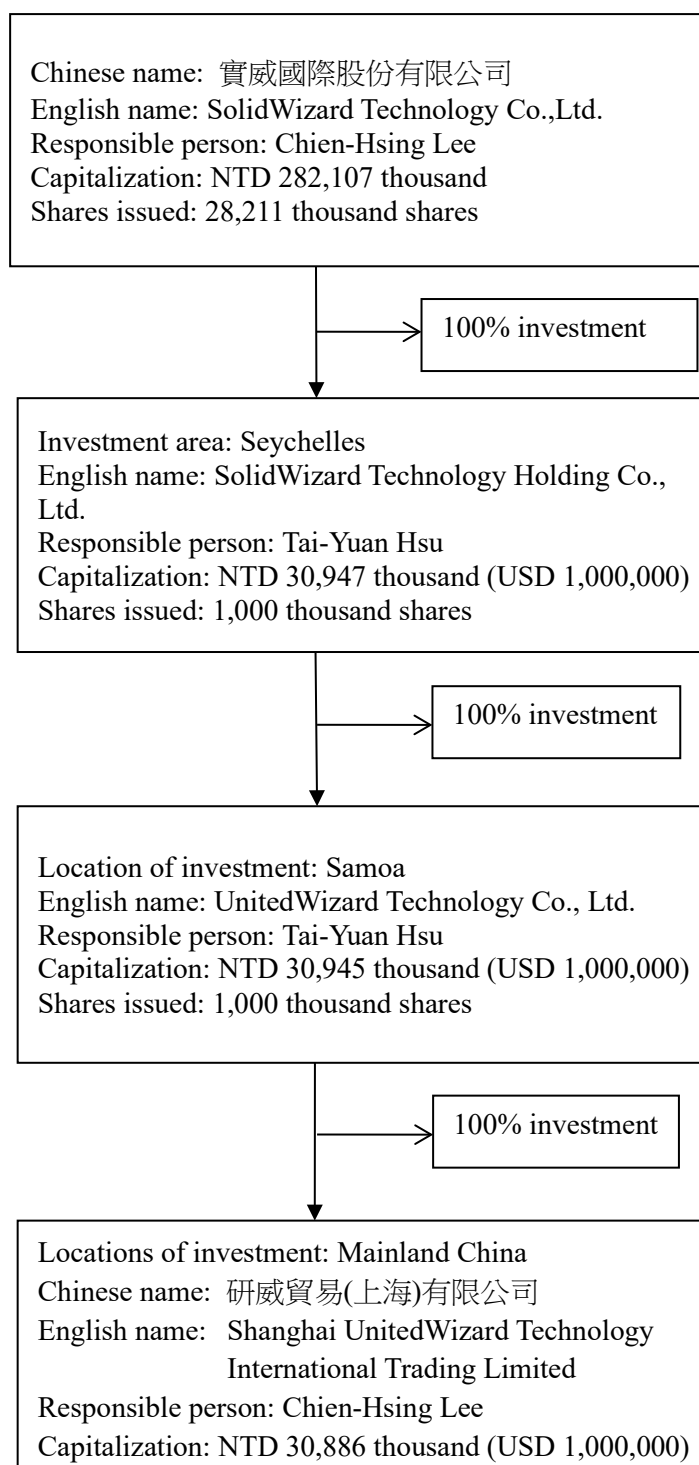 Chinese name: 實威國際股份有限公司
English name: SolidWizard Technology Co.,Ltd.
Responsible person: Chien-Hsing Lee
Capitalization: NTD 282,107 thousand
Shares issued: 28,211 thousand shares
100% investment
Investment area: Seychelles
English name: SolidWizard Technology Holding Co.,
Ltd.
Responsible person: Tai-Yuan Hsu
Capitalization: NTD 30,947 thousand (USD 1,000,000)
Shares issued: 1,000 thousand shares
100% investment
Location of investment: Samoa
English name: UnitedWizard Technology Co., Ltd.
Responsible person: Tai-Yuan Hsu
Capitalization: NTD 30,945 thousand (USD 1,000,000)
Shares issued: 1,000 thousand shares
100% investment
Locations of investment: Mainland China
Chinese name: 研威貿易(上海)有限公司
English name: Shanghai UnitedWizard Technology
International Trading Limited
Responsible person: Chien-Hsing Lee
Capitalization: NTD 30,886 thousand (USD 1,000,000)